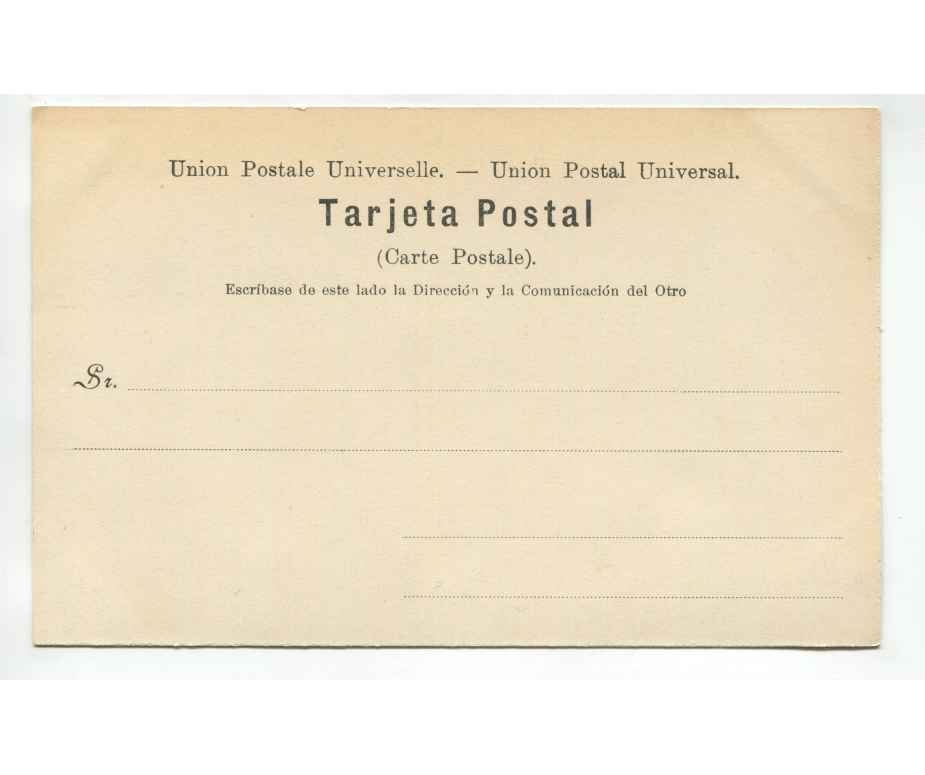 Union Postale Universelle. — Union Postal Universal.
Tarjeta Postal
(Carte Postale).
Escríbase de este lado la Dirección y la Comunicación del Otro
Sr.